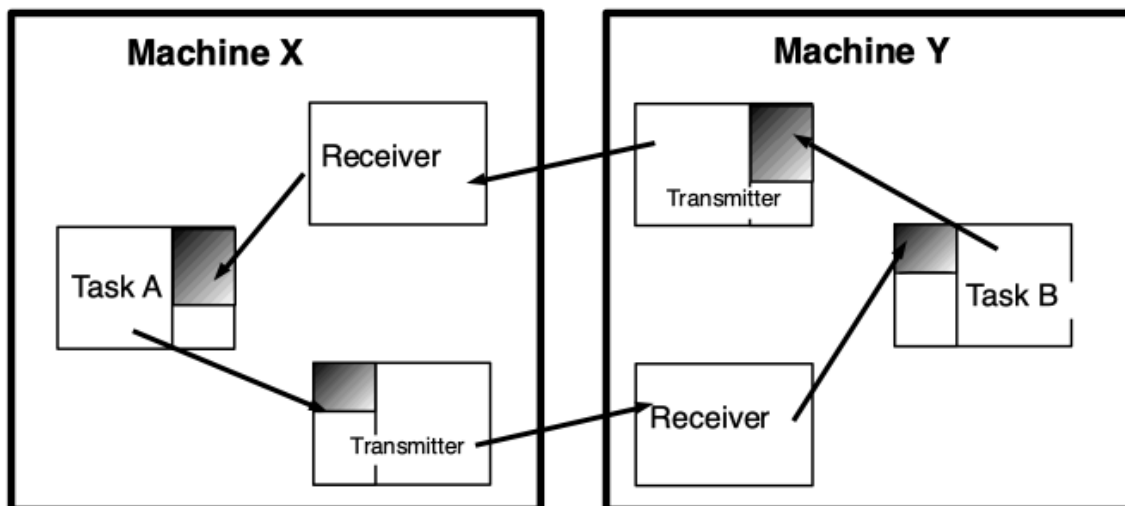 Machine X
Receiver
Task A
Transmitter
Machine Y
Transmitter
Task B
Receiver